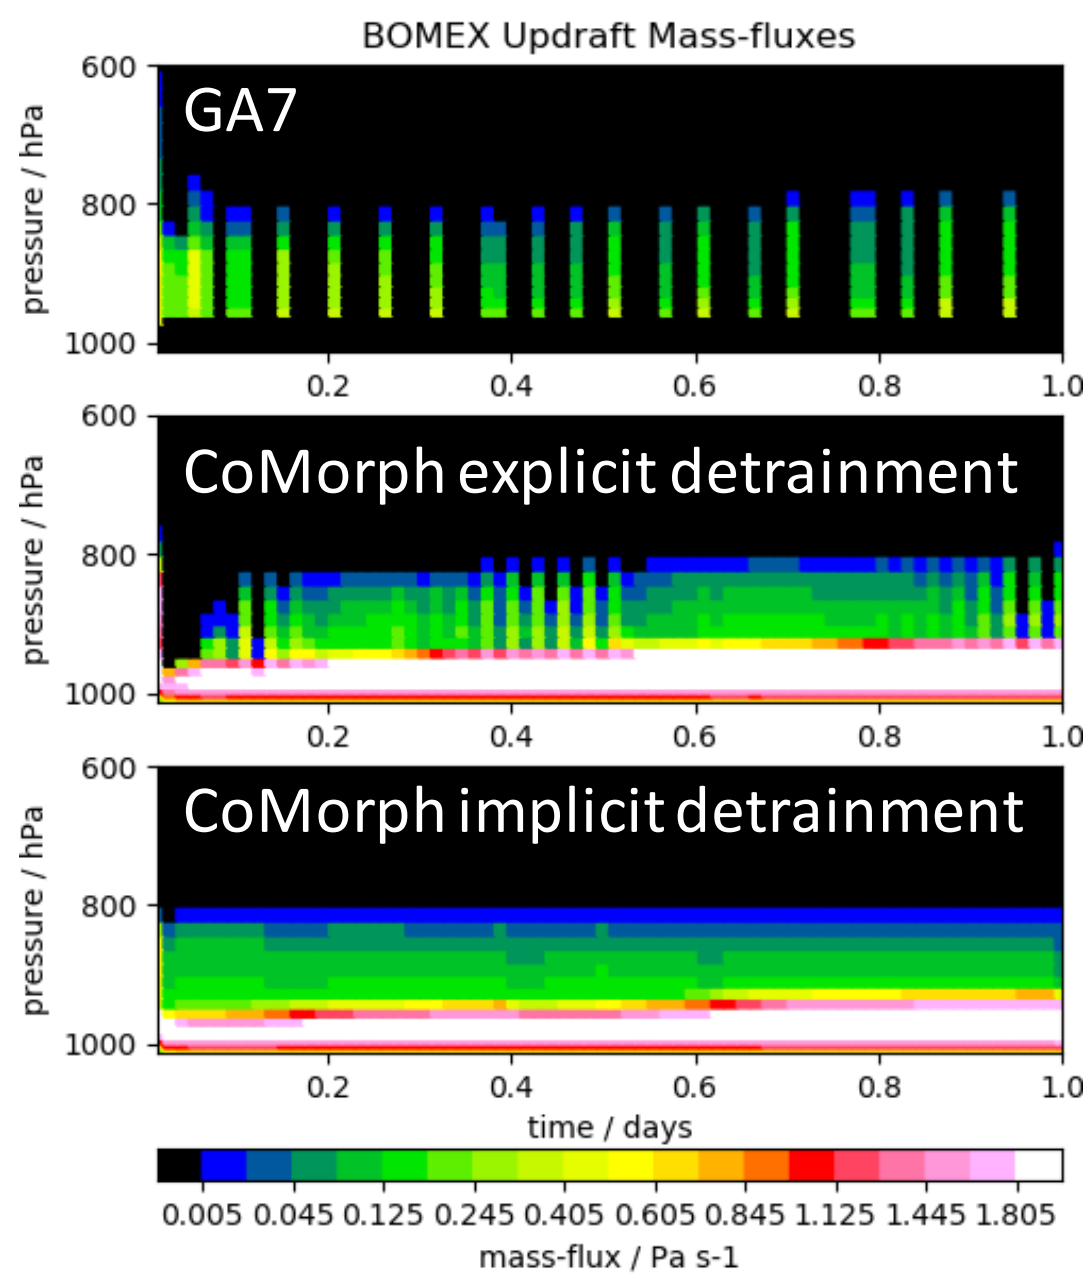 BOMEX Updraft Mass-fluxes
600
GA7
800
1000
pressure / hPa
0.2 0.4 0.6 0.8 1.0
600
CoMorph explicit detrainment
800
1000
pressure / hPa
0.2 0.4 0.6 0.8 1.0
600
CoMorph implicit detrainment
800
1000
pressure / hPa
0.2 0.4 0.6 0.8 1.0
time / days
0.005 0.045 0.125 0.245 0.405 0.605 0.845 1.125 1.445 1.805
mass-flux / Pa s-1